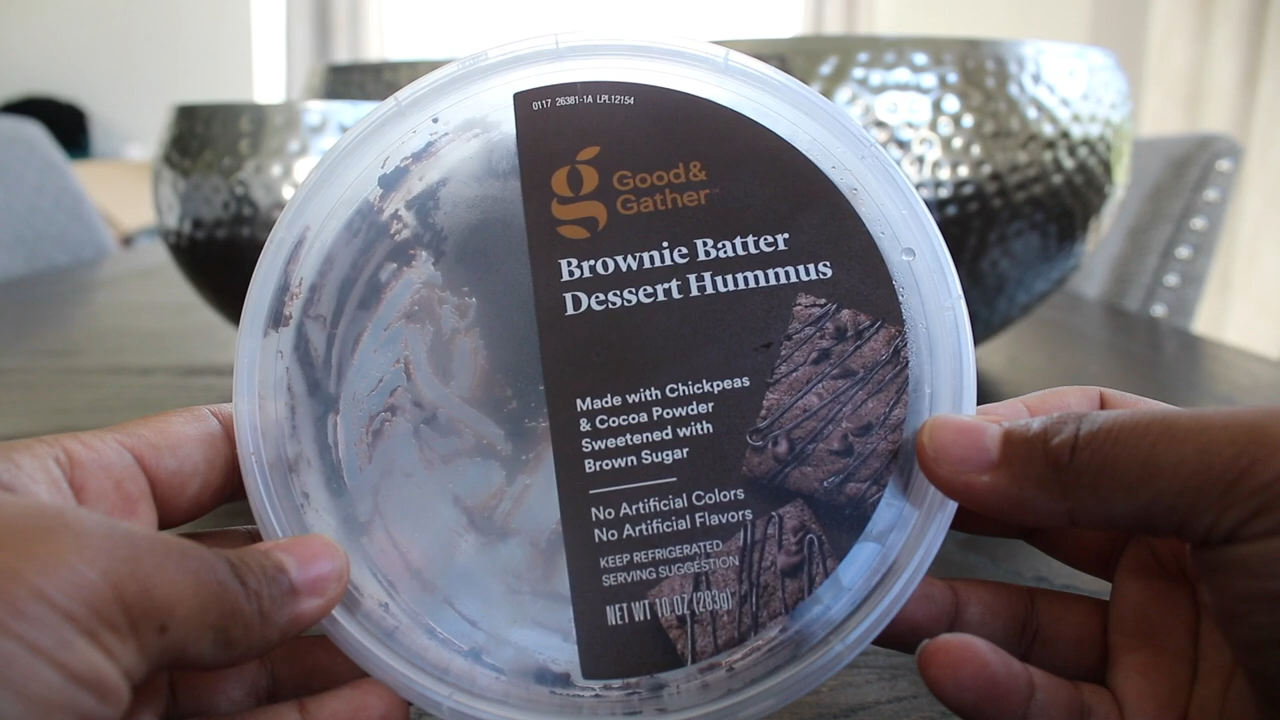 0117 26381-1A LPL12154
Good&
Gather™
Brownie Batter
Dessert Hummus
Made with Chickpeas
& Cocoa Powder
Sweetened with
Brown Sugar
No Artificial Colors
No Artificial Flavors
KEEP REFRIGERATED
SERVING SUGGESTION
NET WT 10 OZ (283g)